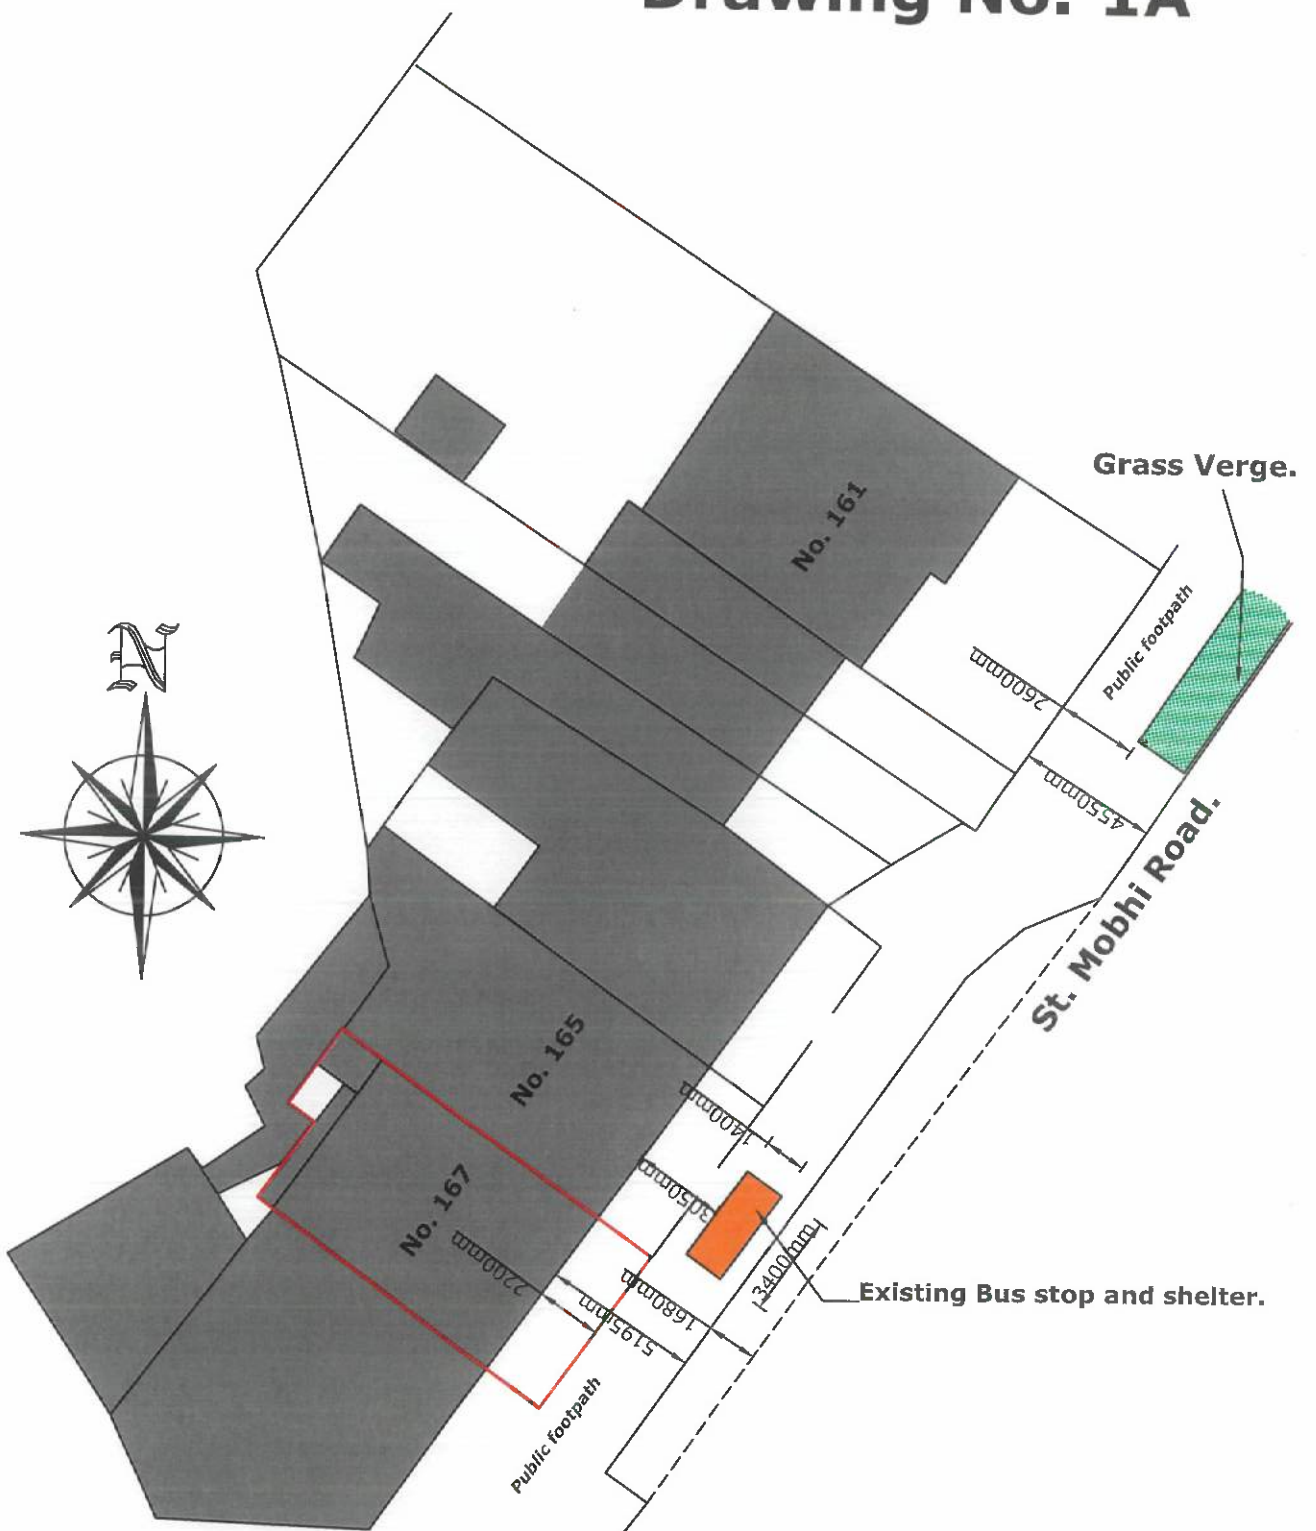 Drawing No. 1A
Grass Verge.
No. 161
Public footpath
2600mm
N
4550mm
St. Mobhi Road.
No. 165
1400mm
3050mm
No. 167
2200mm
1680mm
3400mm
5195mm
Existing Bus stop and shelter.
Public footpath